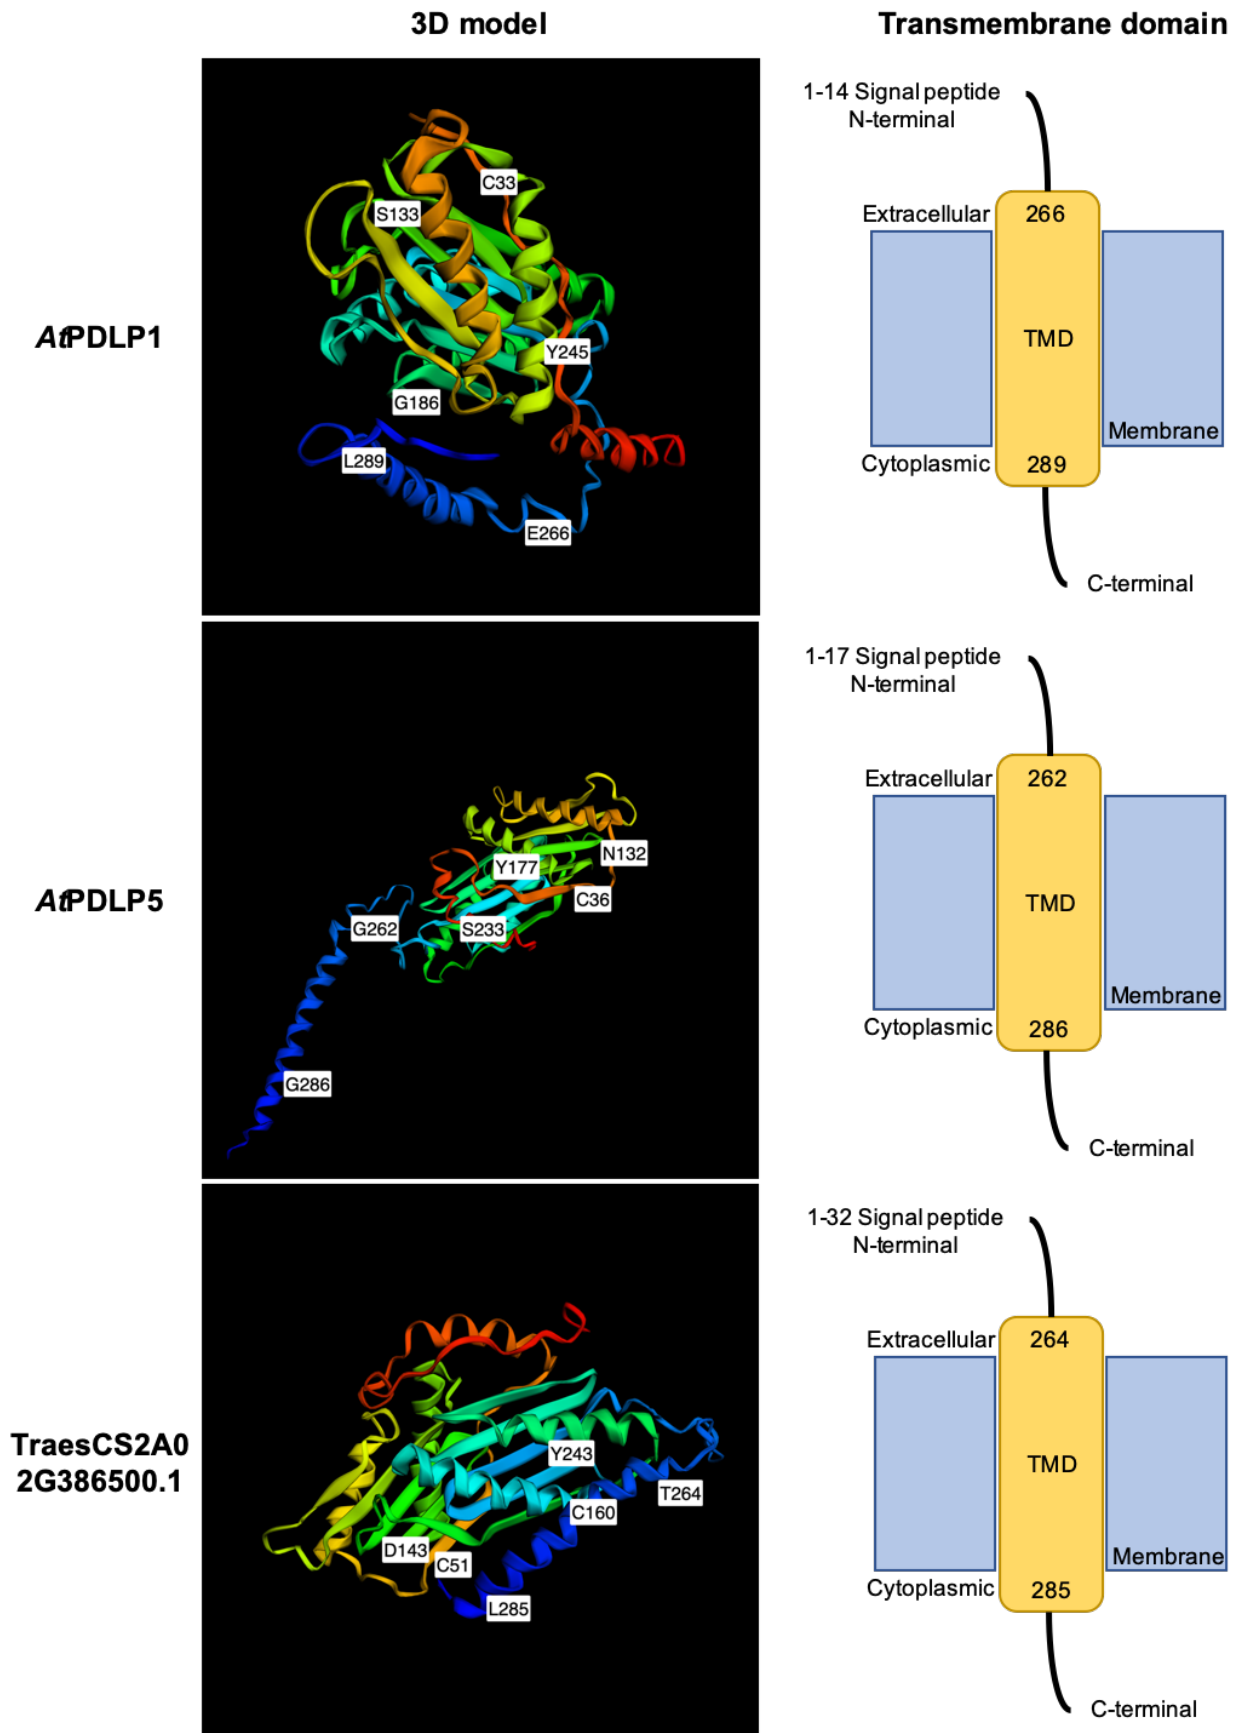 3D model
Transmembrane domain
AtPDLP1
C33
S133
Y245
G186
L289
E266
1-14 Signal peptide
N-terminal
Extracellular
266
TMD
Membrane
Cytoplasmic
289
C-terminal
AtPDLP5
N132
Y177
C36
G262
S233
G286
1-17 Signal peptide
N-terminal
Extracellular
262
TMD
Membrane
Cytoplasmic
286
C-terminal
TraesCS2A0
2G386500.1
Y243
T264
C160
D143
C51
L285
1-32 Signal peptide
N-terminal
Extracellular
264
TMD
Membrane
Cytoplasmic
285
C-terminal